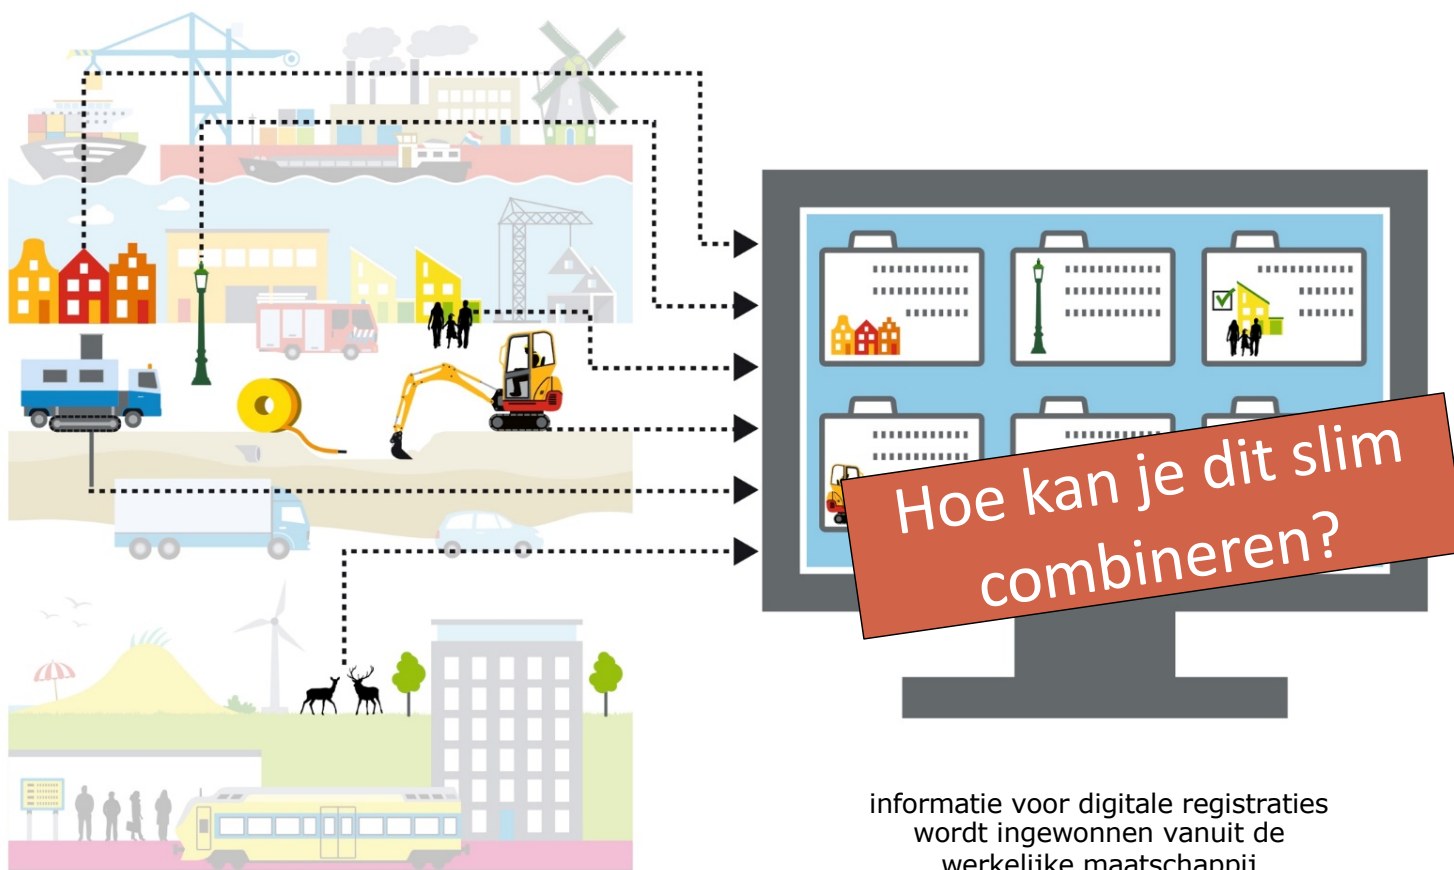 Hoe kan je dit slim
combineren?
informatie voor digitale registraties
wordt ingewonnen vanuit de
werkelijke maatschappij